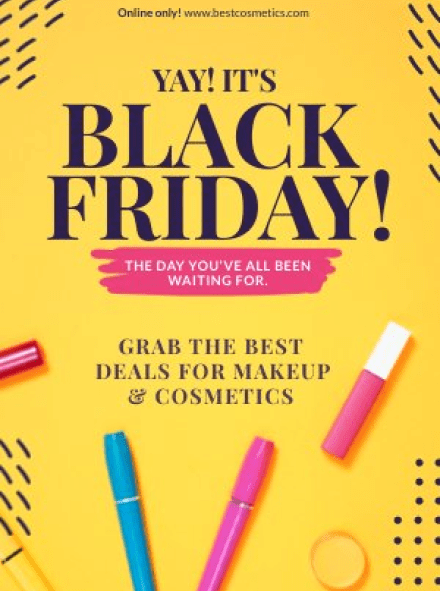 Online only! www.bestcosmetics.com
YAY! IT'S
BLACK
FRIDAY!
THE DAY YOU'VE ALL BEEN
WAITING FOR.
GRAB THE BEST
DEALS FOR MAKEUP
& COSMETICS